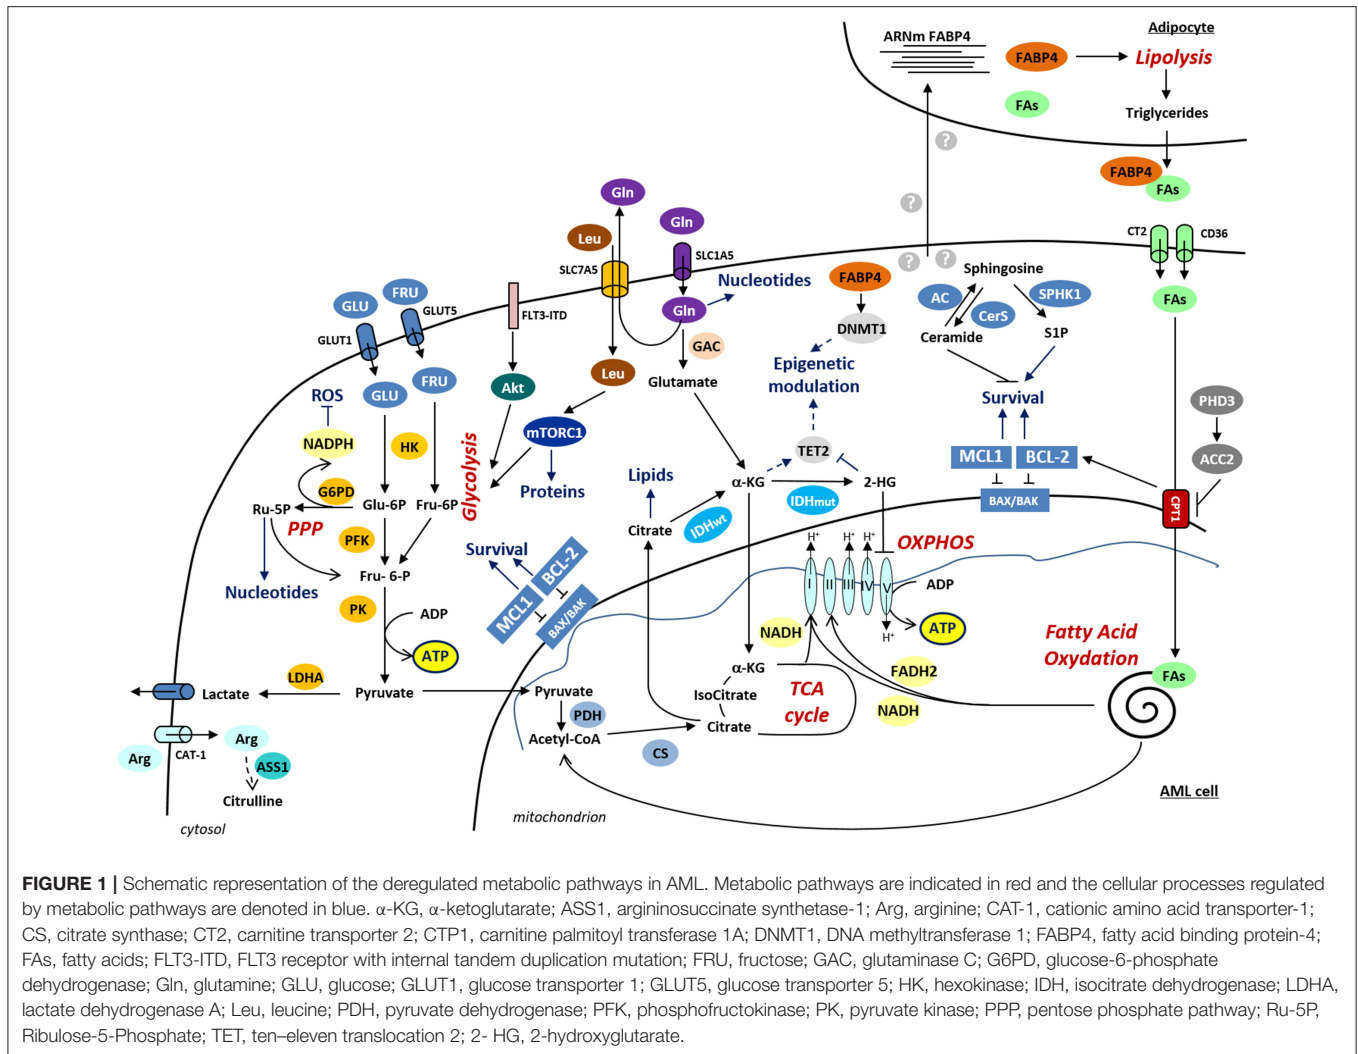 ARNm FABP4
Adipocyte
FABP4
Lipolysis
FAs
Triglycerides
?
FABP4
FAs
?
CT2
CD36
? ?
Gln
Leu
Gln
SLC7A5
SLC1A5
Nucleotides
Gln
GAC
Glutamate
Leu
GLU
FRU
GLUT1
GLUT5
FLT3-ITD
Akt
mTORC1
Proteins
Glycolysis
FABP4
DNMT1
Epigenetic
modulation
TET2
Sphingosine
AC
CerS
SPHK1
Ceramide
S1P
Survival
MCL1
BCL-2
BAX/BAK
FAs
PHD3
ACC2
CPT1
ROS
GLU
FRU
NADPH
HK
G6PD
Ru-5P
PPP
Glu-6P
Fru-6P
PFK
Nucleotides
Fru- 6-P
PK
ADP
ATP
LDHA
Lactate
Pyruvate
Arg
Arg
CAT-1
ASS1
Citrulline
cytosol
Lipids
Citrate
IDHwt
α-KG
IDHmut
2-HG
Survival
MCL1
BCL-2
BAX/BAK
H⁺
H⁺
H⁺
OXPHOS
I
II
III
IV
V
ADP
H⁺
ATP
NADH
FADH2
NADH
α-KG
IsoCitrate
Citrate
TCA
cycle
Pyruvate
PDH
Acetyl-CoA
CS
mitochondrion
Fatty Acid
Oxydation
FAs
AML cell
FIGURE 1 | Schematic representation of the deregulated metabolic pathways in AML. Metabolic pathways are indicated in red and the cellular processes regulated
by metabolic pathways are denoted in blue. α-KG, α-ketoglutarate; ASS1, argininosuccinate synthetase-1; Arg, arginine; CAT-1, cationic amino acid transporter-1;
CS, citrate synthase; CT2, carnitine transporter 2; CTP1, carnitine palmitoyl transferase 1A; DNMT1, DNA methyltransferase 1; FABP4, fatty acid binding protein-4;
FAs, fatty acids; FLT3-ITD, FLT3 receptor with internal tandem duplication mutation; FRU, fructose; GAC, glutaminase C; G6PD, glucose-6-phosphate
dehydrogenase; Gln, glutamine; GLU, glucose; GLUT1, glucose transporter 1; GLUT5, glucose transporter 5; HK, hexokinase; IDH, isocitrate dehydrogenase; LDHA,
lactate dehydrogenase A; Leu, leucine; PDH, pyruvate dehydrogenase; PFK, phosphofructokinase; PK, pyruvate kinase; PPP, pentose phosphate pathway; Ru-5P,
Ribulose-5-Phosphate; TET, ten–eleven translocation 2; 2- HG, 2-hydroxyglutarate.